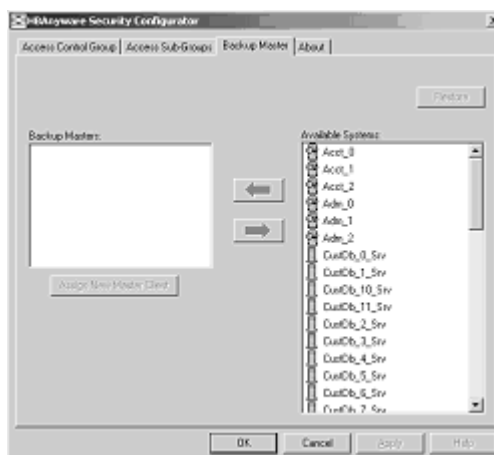 HBAnyware Security Configurator
Access Control Group Access Sub-Groups Backup Master About
Restore
Backup Masters:
Available Systems:
Acct_0
Acct_1
Acct_2
Adm_0
Adm_1
Adm_2
CustDb_0_Srv
CustDb_1_Srv
CustDb_10_Srv
CustDb_11_Srv
CustDb_2_Srv
CustDb_3_Srv
CustDb_4_Srv
CustDb_5_Srv
CustDb_6_Srv
CustDb_7_Srv
Assign New Master Client
OK Cancel Apply Help